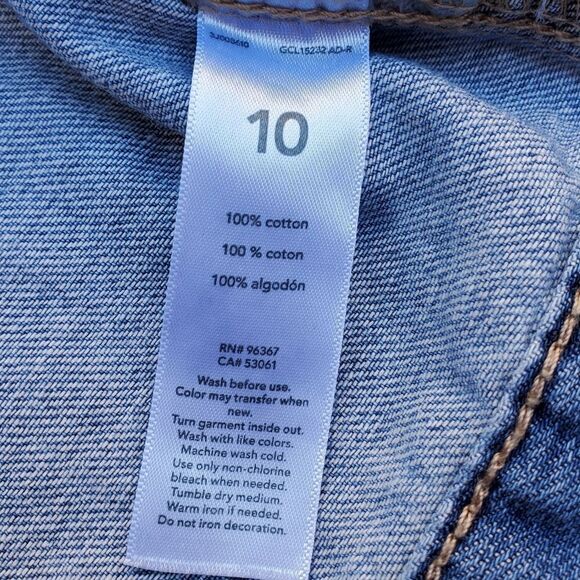 GCL15232 AD-R
10
100% cotton
100 % coton
100% algodón
RN# 96367
CA# 53061
Wash before use.
Color may transfer when
new.
Turn garment inside out.
Wash with like colors.
Machine wash cold.
Use only non-chlorine
bleach when needed.
Tumble dry medium.
Warm iron if needed.
Do not iron decoration.